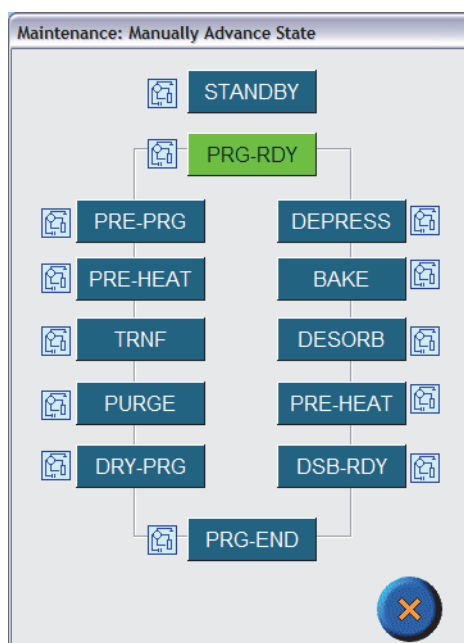 Maintenance: Manually Advance State
STANDBY
PRG-RDY
PRE-PRG DEPRESS
PRE-HEAT BAKE
TRNF DESORB
PURGE PRE-HEAT
DRY-PRG DSB-RDY
PRG-END